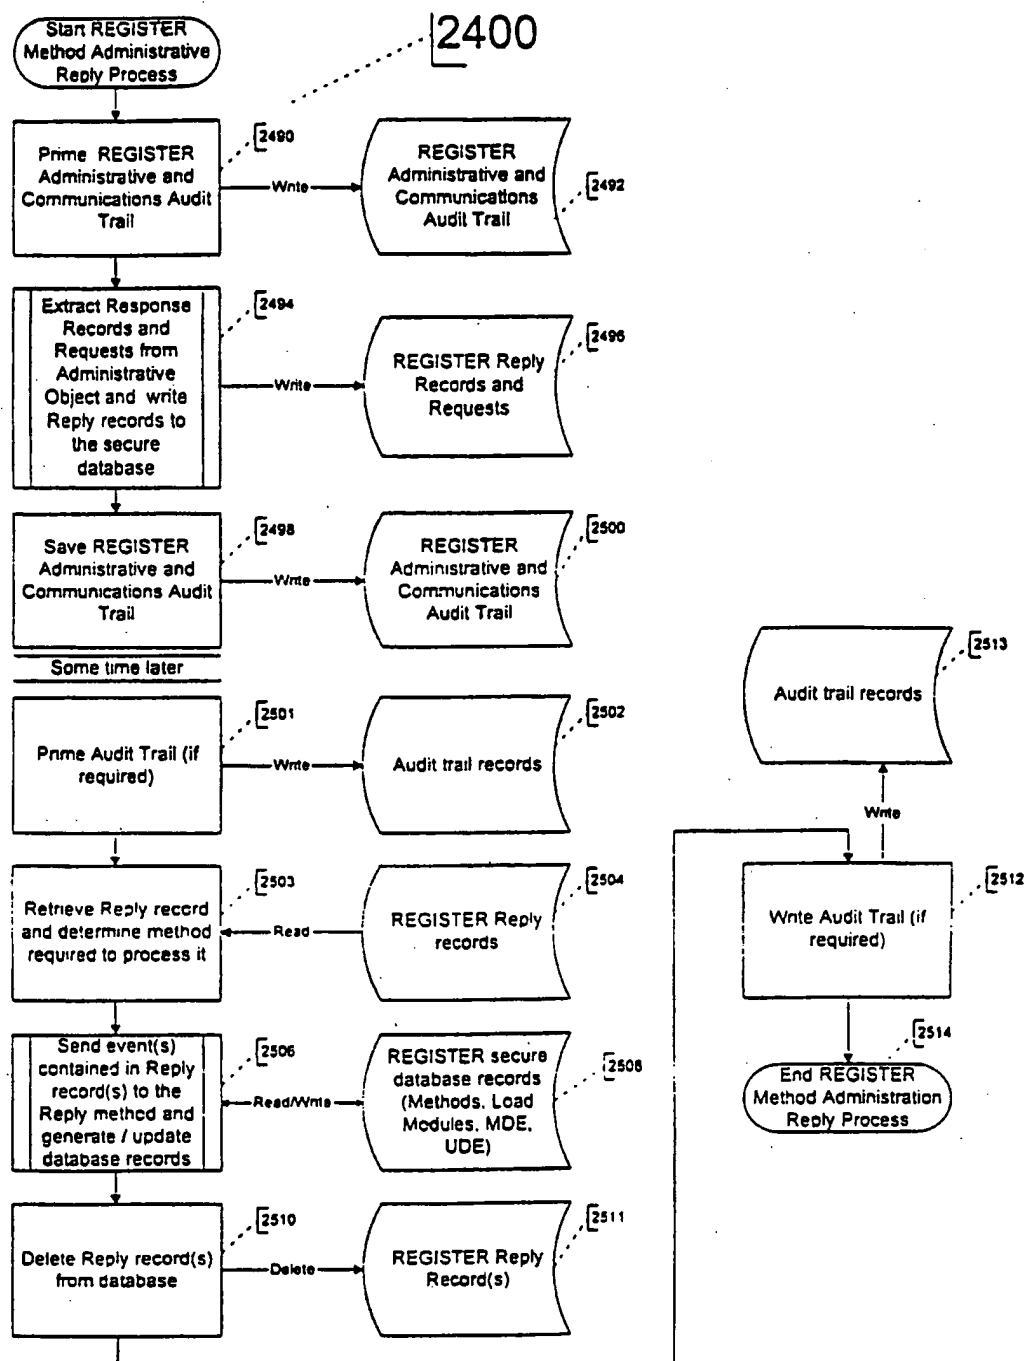 Start REGISTER
Method Administrative
Reply Process
2400
Prime REGISTER
Administrative and
Communications Audit
Trail
2490
Write
REGISTER
Administrative and
Communications
Audit Trail
2492
Extract Response
Records and
Requests from
Administrative
Object and write
Reply records to
the secure
database
2494
Write
REGISTER Reply
Records and
Requests
2496
Save REGISTER
Administrative and
Communications Audit
Trail
2498
Write
REGISTER
Administrative and
Communications
Audit Trail
2500
Some time later
Prime Audit Trail (if
required)
2501
Write
Audit trail records
2502
Retrieve Reply record
and determine method
required to process it
2503
Read
REGISTER Reply
records
2504
Send event(s)
contained in Reply
record(s) to the
Reply method and
generate / update
database records
2506
Read/Write
REGISTER secure
database records
(Methods, Load
Modules, MDE,
UDE)
2508
Delete Reply record(s)
from database
2510
Delete
REGISTER Reply
Record(s)
2511
Audit trail records
2513
Write
Write Audit Trail (if
required)
2512
2514
End REGISTER
Method Administration
Reply Process